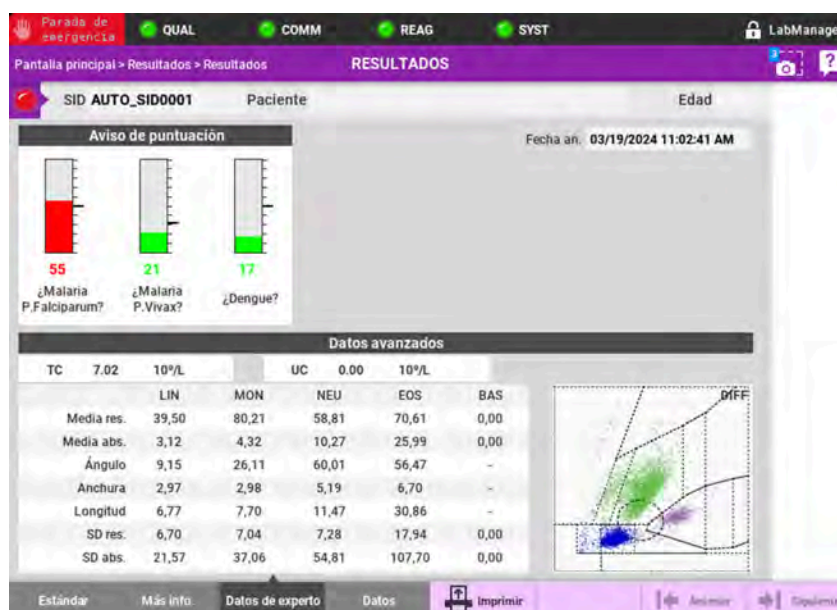 Parada de
emergencia
QUAL
COMM
REAG
SYST
LabManage
Pantalla principal > Resultados > Resultados
RESULTADOS
3
?
SID AUTO_SID0001
Paciente
Edad
Aviso de puntuación
Fecha an. 03/19/2024 11:02:41 AM
55
21
17
¿Malaria
P.Falciparum?
¿Malaria
P.Vivax?
¿Dengue?
Datos avanzados
TC 7.02 10⁹/L UC 0.00 10⁹/L
LIN MON NEU EOS BAS
Media res. 39,50 80,21 58,81 70,61 0,00
Media abs. 3,12 4,32 10,27 25,99 0,00
Ángulo 9,15 26,11 60,01 56,47 -
Anchura 2,97 2,98 5,19 6,70 -
Longitud 6,77 7,70 11,47 30,86 -
SD res. 6,70 7,04 7,28 17,94 0,00
SD abs. 21,57 37,06 54,81 107,70 0,00
DIFF
Estándar
Más info.
Datos de experto
Datos
Imprimir
Anterior